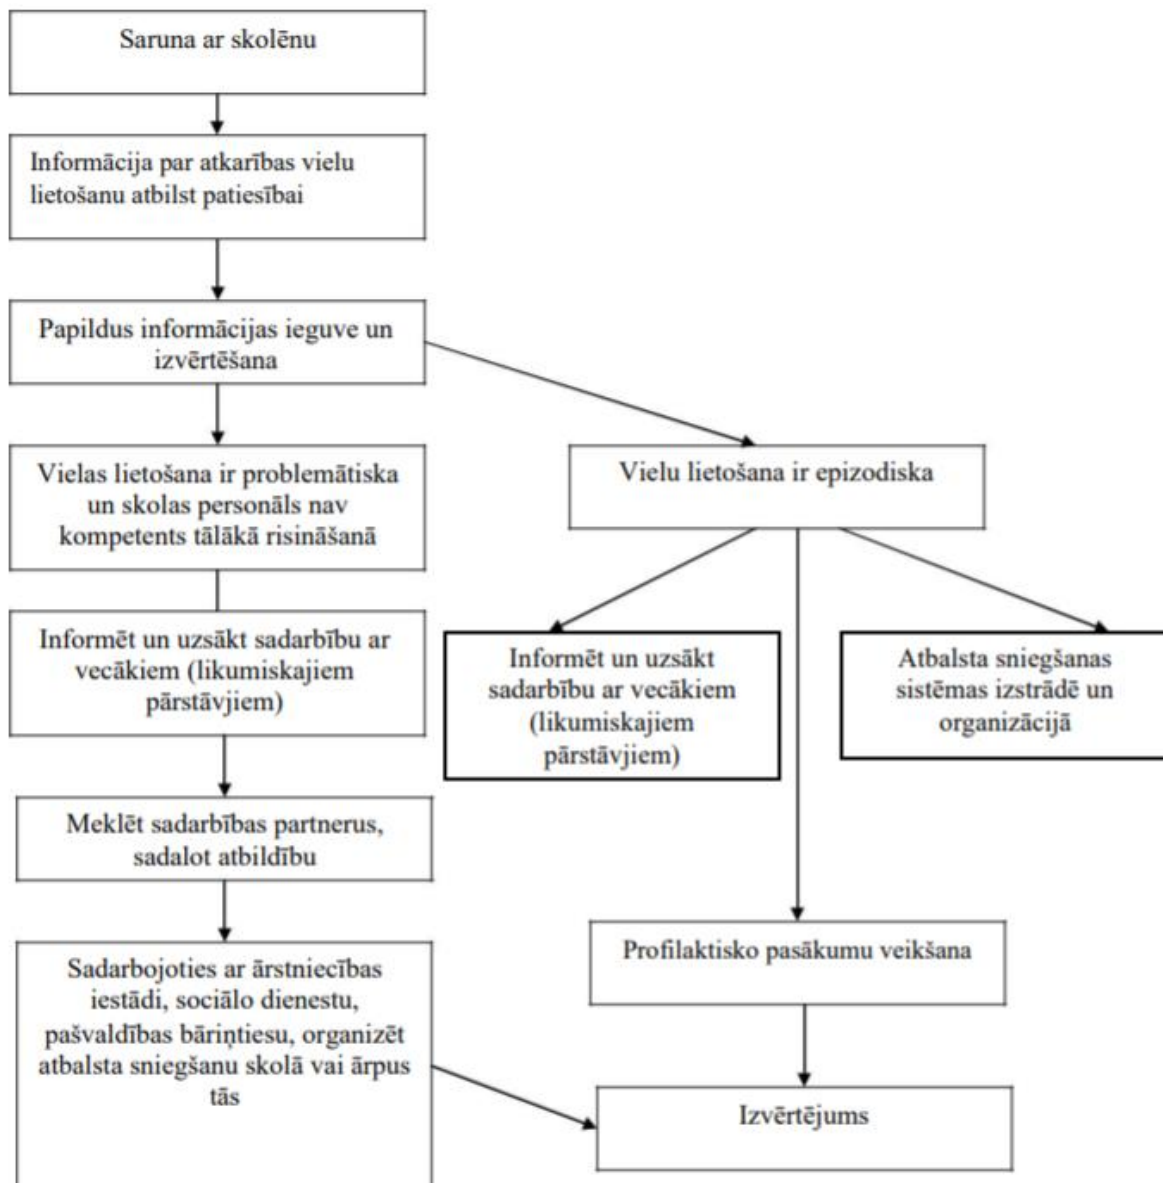 Saruna ar skolēnu
Informācija par atkarības vielu
lietošanu atbilst patiesībai
Papildus informācijas ieguve un
izvērtēšana
Vielas lietošana ir problemātiska
un skolas personāls nav
kompetents tālākā risināšanā
Vielu lietošana ir epizodiska
Informēt un uzsākt sadarbību ar
vecākiem (likumiskajiem
pārstāvjiem)
Informēt un uzsākt
sadarbību ar vecākiem
(likumiskajiem
pārstāvjiem)
Atbalsta sniegšanas
sistēmas izstrādē un
organizācijā
Meklēt sadarbības partnerus,
sadalot atbildību
Sadarbojoties ar ārstniecības
iestādi, sociālo dienestu,
pašvaldības bāriņtiesu, organizēt
atbalsta sniegšanu skolā vai ārpus
tās
Profilaktisko pasākumu veikšana
Izvērtējums